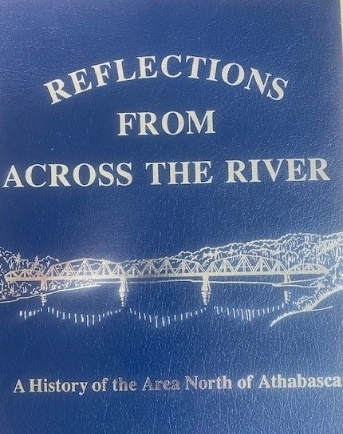 REFLECTIONS
FROM
ACROSS THE RIVER
A History of the Area North of Athabasca